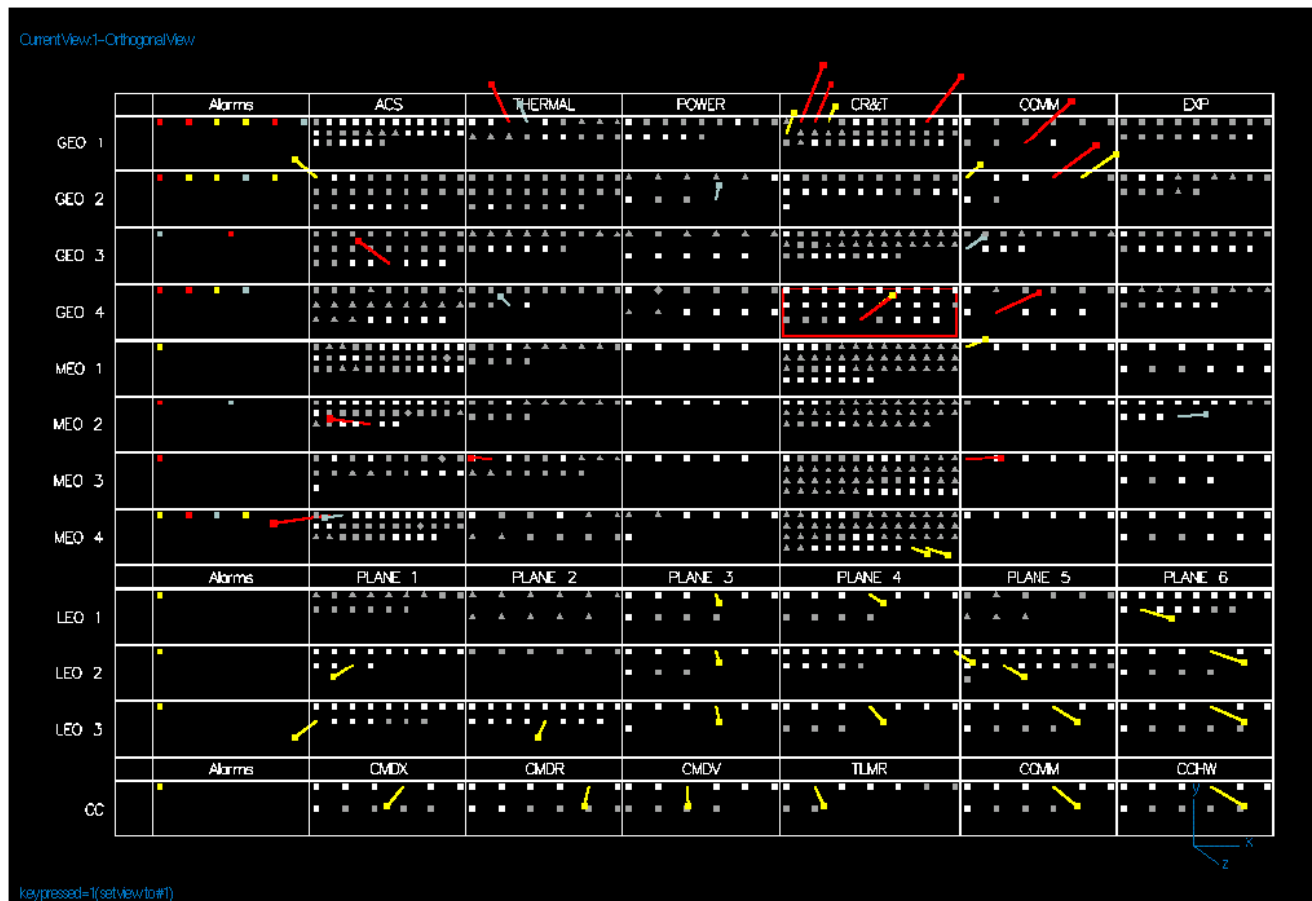 CurrentView:1-OrthogonalView
Alarms ACS THERMAL POWER CR&T COMM EXP
GEO 1
GEO 2
GEO 3
GEO 4
MEO 1
MEO 2
MEO 3
MEO 4
Alarms PLANE 1 PLANE 2 PLANE 3 PLANE 4 PLANE 5 PLANE 6
LEO 1
LEO 2
LEO 3
Alarms CMDX CMDR CMDV TLMR COMM CCHW
CC
y
x
z
keypressed=1(setviewto#1)